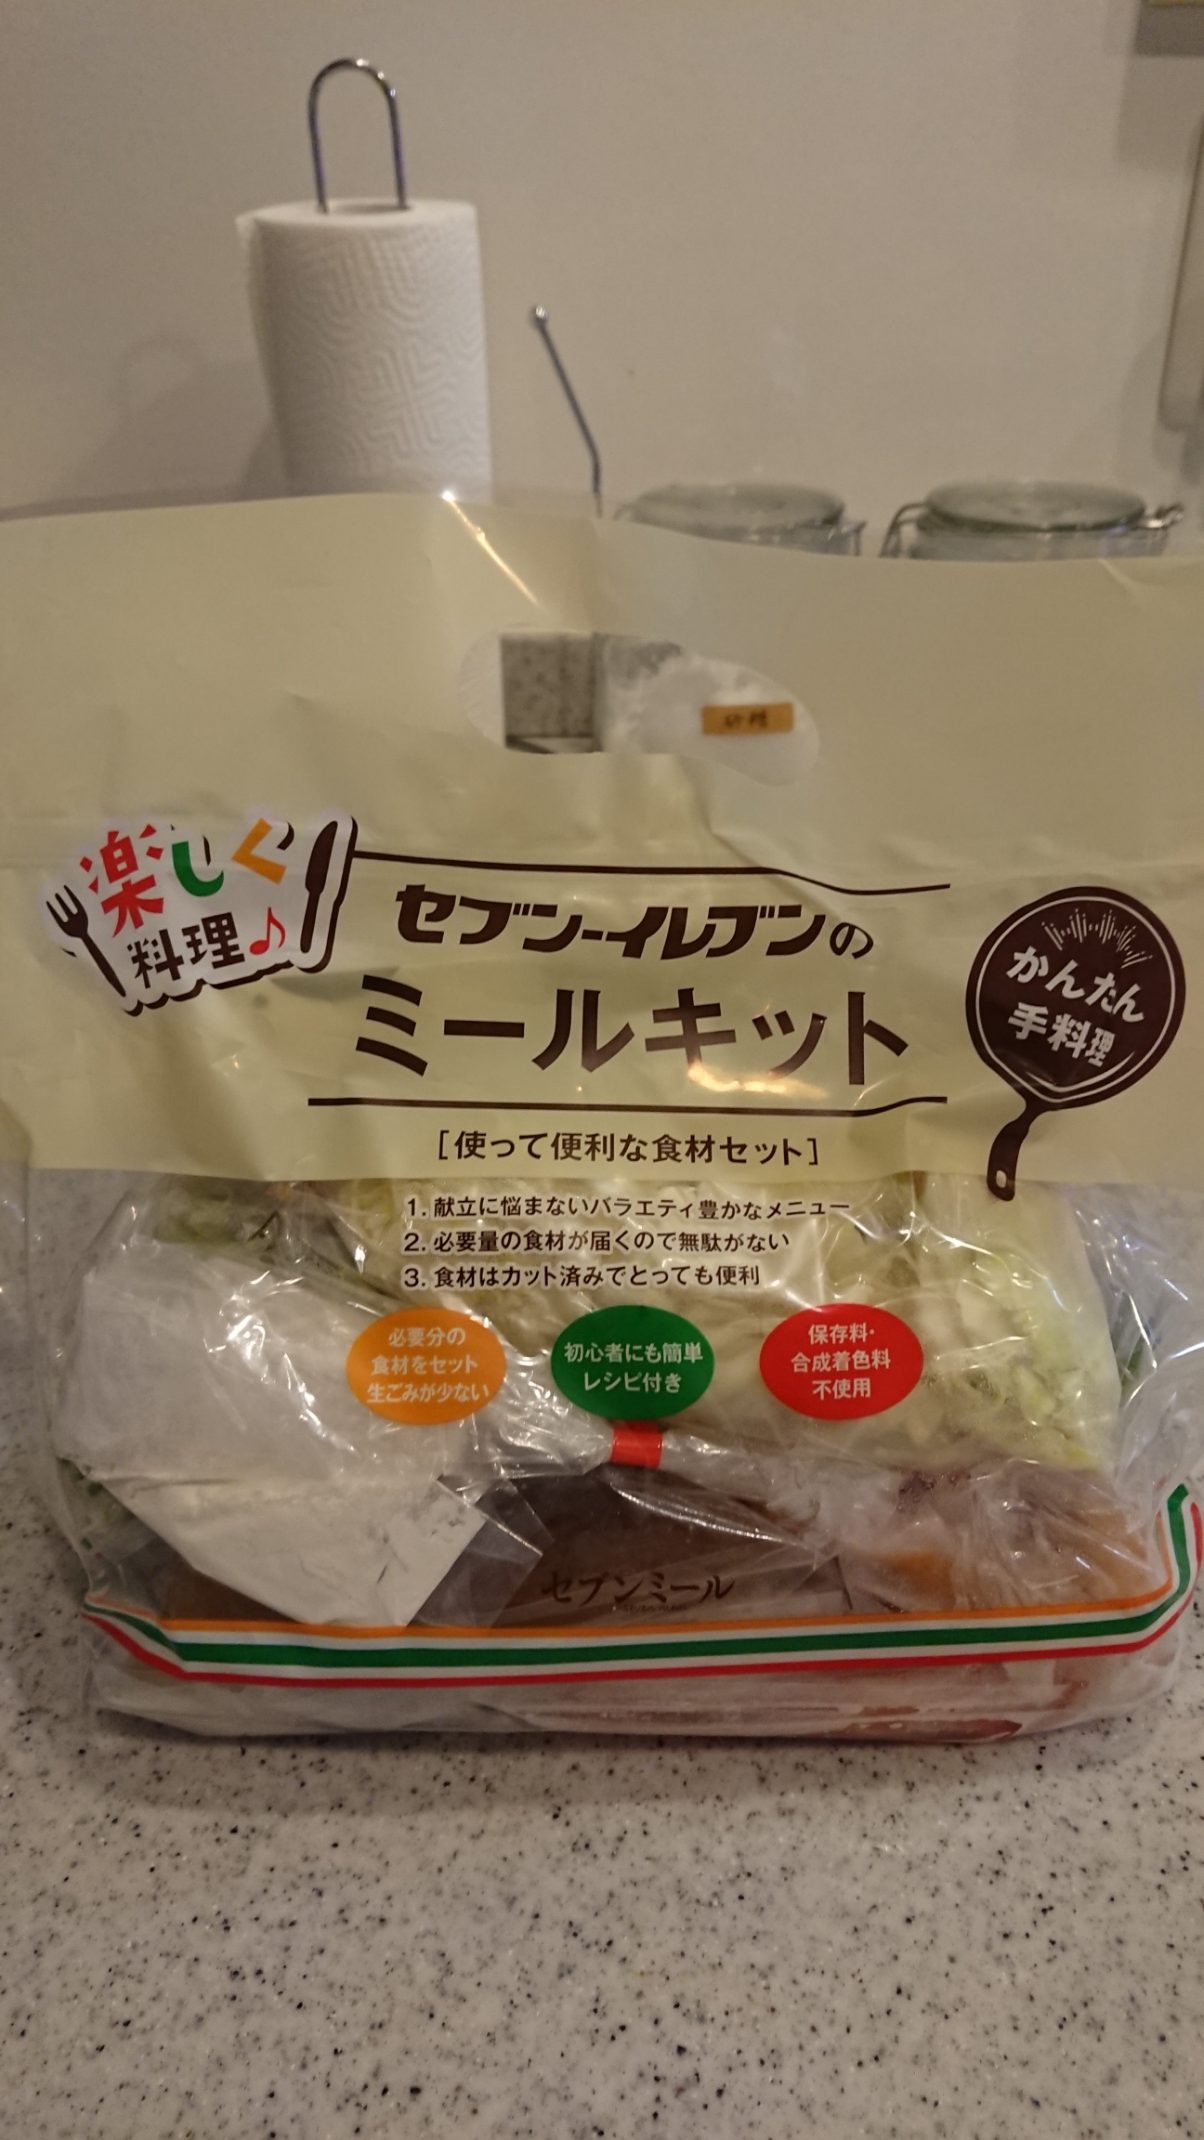 砂糖
楽しく
料理♪
セブン-イレブンの
ミールキット
かんたん
手料理
[使って便利な食材セット]
1. 献立に悩まないバラエティ豊かなメニュー
2. 必要量の食材が届くので無駄がない
3. 食材はカット済みでとっても便利
必要分の
食材をセット
生ごみが少ない
初心者にも簡単
レシピ付き
保存料・
合成着色料
不使用
セブンミール